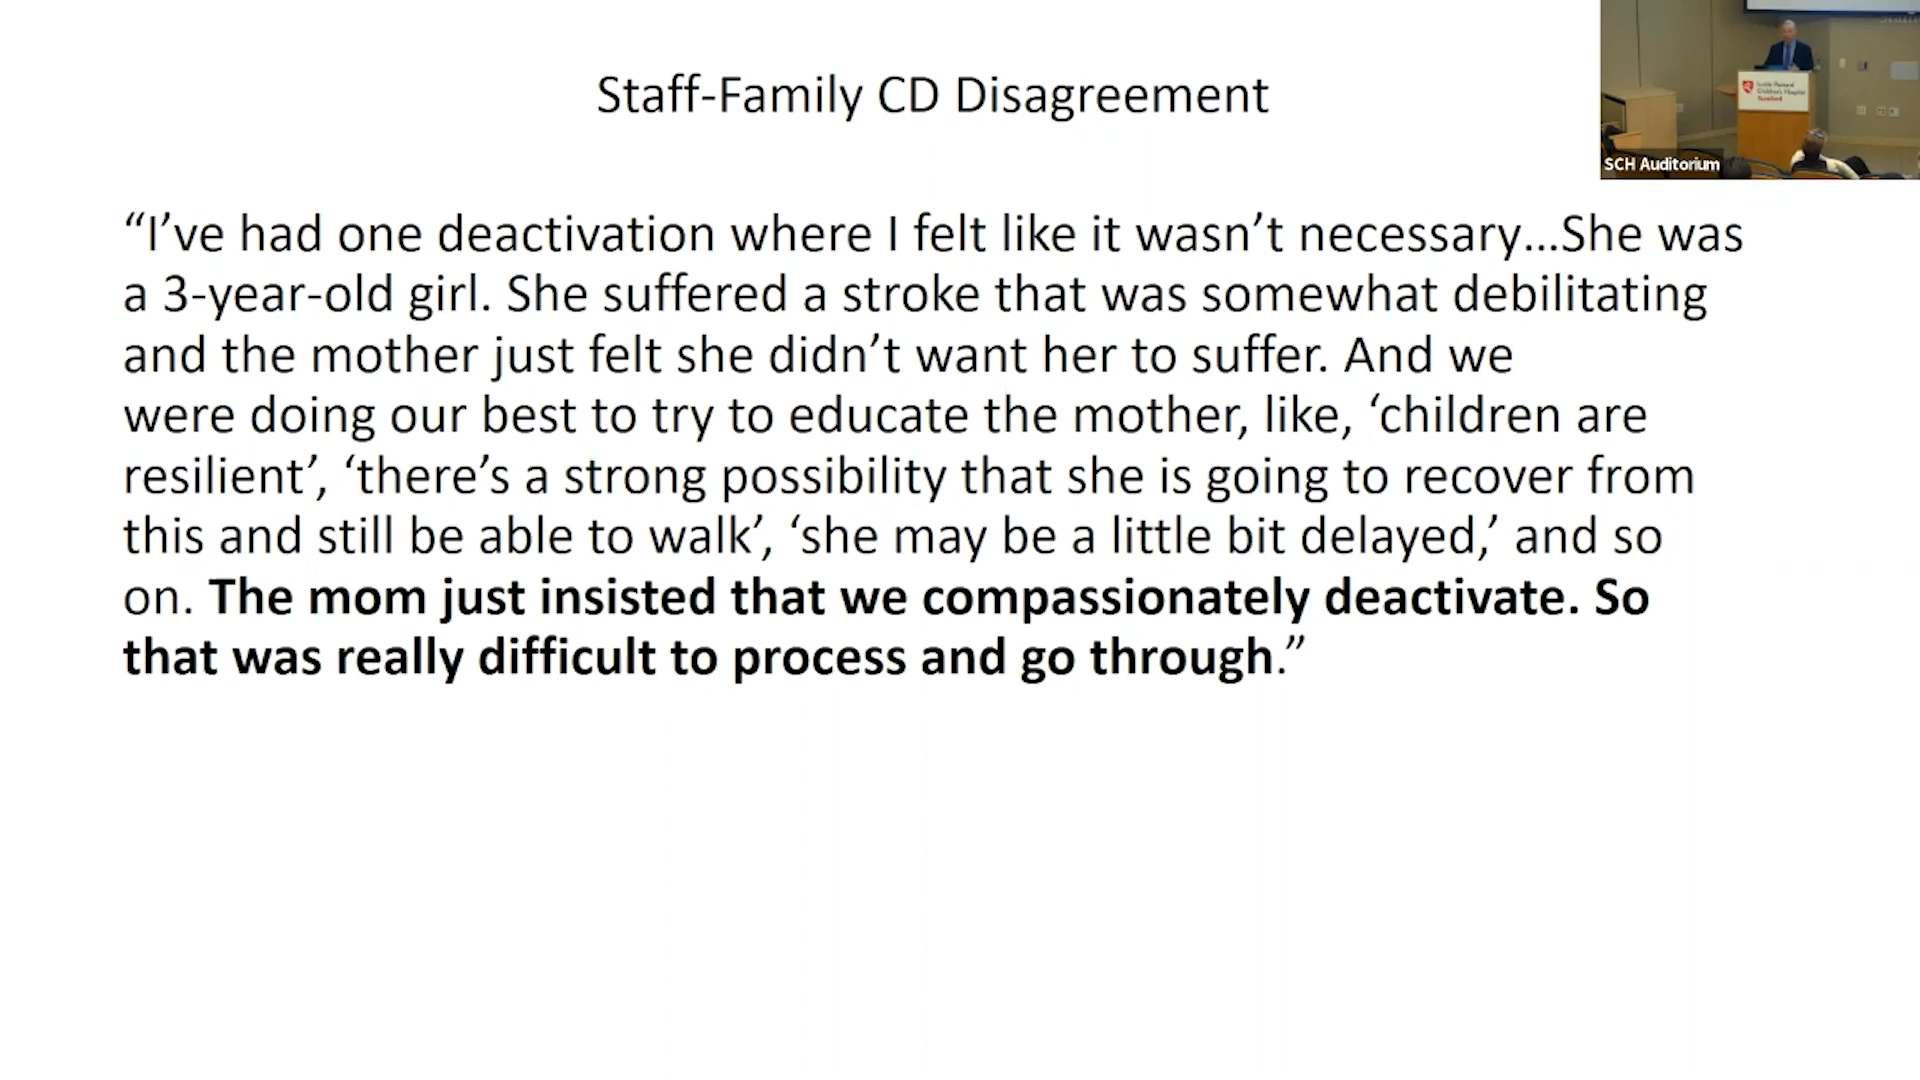 Staff-Family CD Disagreement
“I’ve had one deactivation where I felt like it wasn’t necessary...She was
a 3-year-old girl. She suffered a stroke that was somewhat debilitating
and the mother just felt she didn’t want her to suffer. And we
were doing our best to try to educate the mother, like, ‘children are
resilient’, ‘there’s a strong possibility that she is going to recover from
this and still be able to walk’, ‘she may be a little bit delayed,’ and so
on. The mom just insisted that we compassionately deactivate. So
that was really difficult to process and go through.”
Lucile Packard
Children's Hospital
Stanford
SCH Auditorium